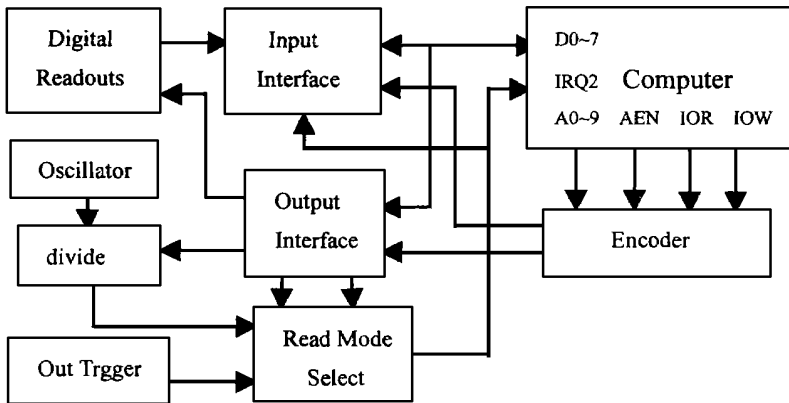 Digital
Readouts
Input
Interface
D0~7
IRQ2 Computer
A0~9 AEN IOR IOW
Oscillator
Output
Interface
Encoder
divide
Read Mode
Select
Out Trgger